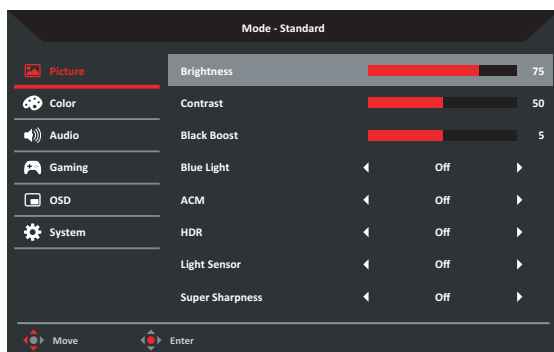 Mode - Standard
Picture
Brightness 75
Color
Contrast 50
Audio
Black Boost 5
Gaming
Blue Light Off
OSD
ACM Off
System
HDR Off
Light Sensor Off
Super Sharpness Off
Move Enter